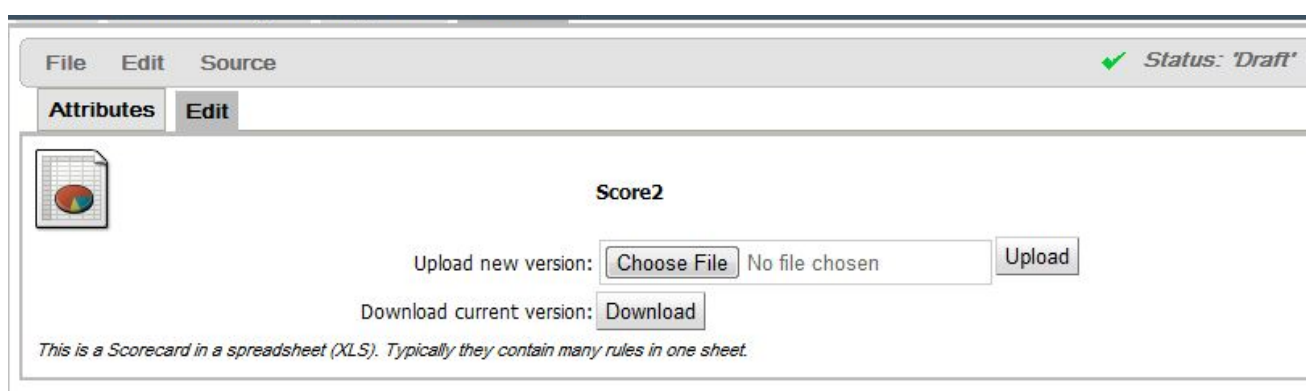 File Edit Source
✔ Status: 'Draft'
Attributes Edit
Score2
Upload new version: Choose File No file chosen Upload
Download current version: Download
This is a Scorecard in a spreadsheet (XLS). Typically they contain many rules in one sheet.